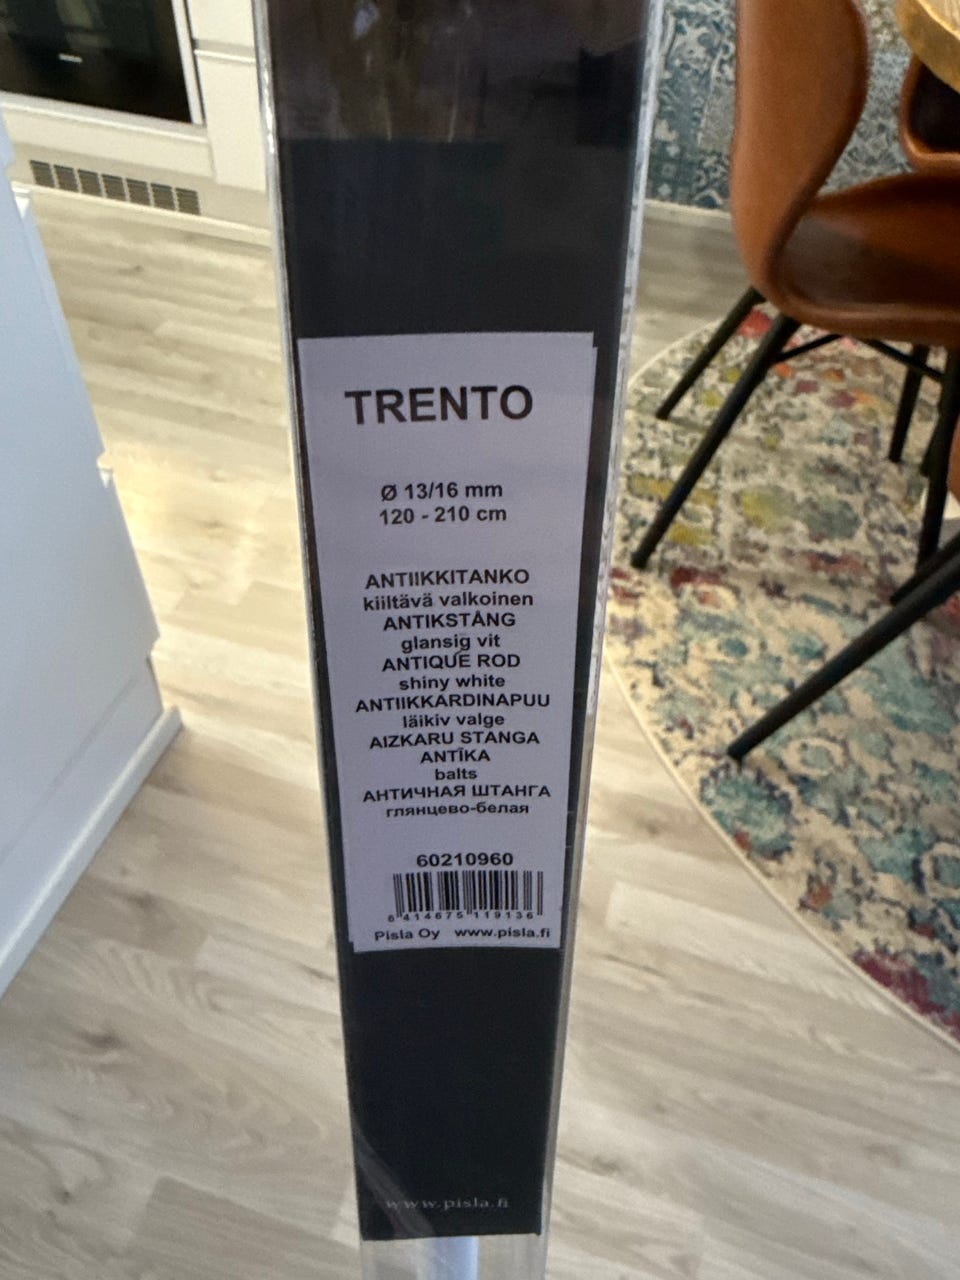 TRENTO
Ø 13/16 mm
120 - 210 cm
ANTIIKKITANKO
kiiltävä valkoinen
ANTIKSTÅNG
glansig vit
ANTIQUE ROD
shiny white
ANTIIKKARDINAPUU
läikiv valge
AIZKARU STANGA
ANTĪKA
balts
АНТИЧНАЯ ШТАНГА
глянцево-белая
60210960
6 414675 119136
Pisla Oy www.pisla.fi
www.pisla.fi